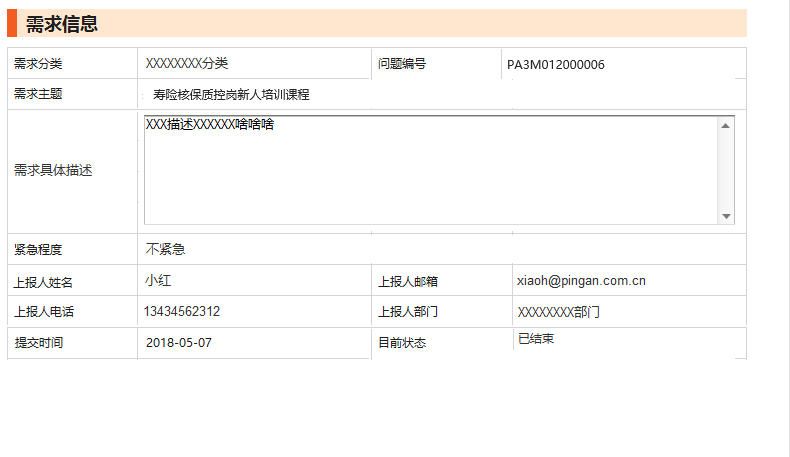 需求信息
需求分类 XXXXXXXX分类 问题编号 PA3M012000006
需求主题 寿险核保质控岗新人培训课程
需求具体描述 XXX描述XXXXXX啥啥啥
紧急程度 不紧急
上报人姓名 小红 上报人邮箱 xiaoh@pingan.com.cn
上报人电话 13434562312 上报人部门 XXXXXXXX部门
提交时间 2018-05-07 目前状态 已结束